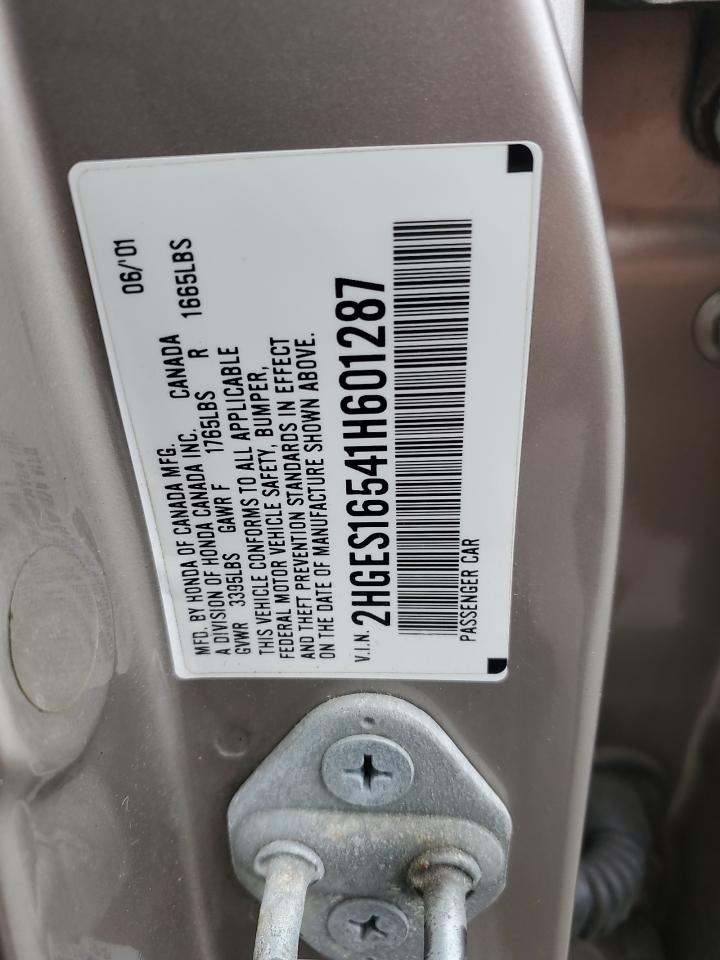 MFD. BY HONDA OF CANADA MFG. 06/'01
A DIVISION OF HONDA CANADA INC. CANADA
GVWR 3395LBS GAWR F 1765LBS R 1665LBS
THIS VEHICLE CONFORMS TO ALL APPLICABLE
FEDERAL MOTOR VEHICLE SAFETY, BUMPER,
AND THEFT PREVENTION STANDARDS IN EFFECT
ON THE DATE OF MANUFACTURE SHOWN ABOVE.
V.I.N. 2HGES16541H601287
PASSENGER CAR